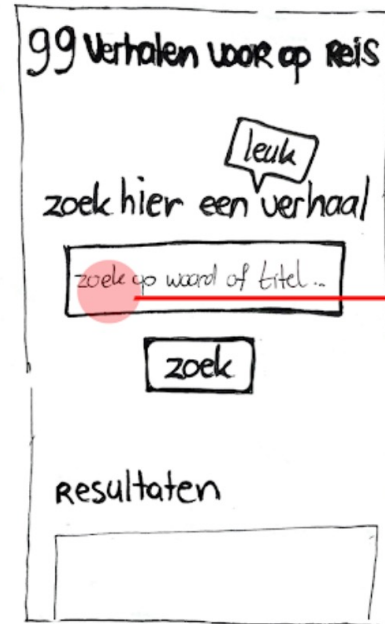 99 Verhalen voor op Reis
leuk
zoek hier een verhaal
zoek op woord of titel...
zoek
Resultaten